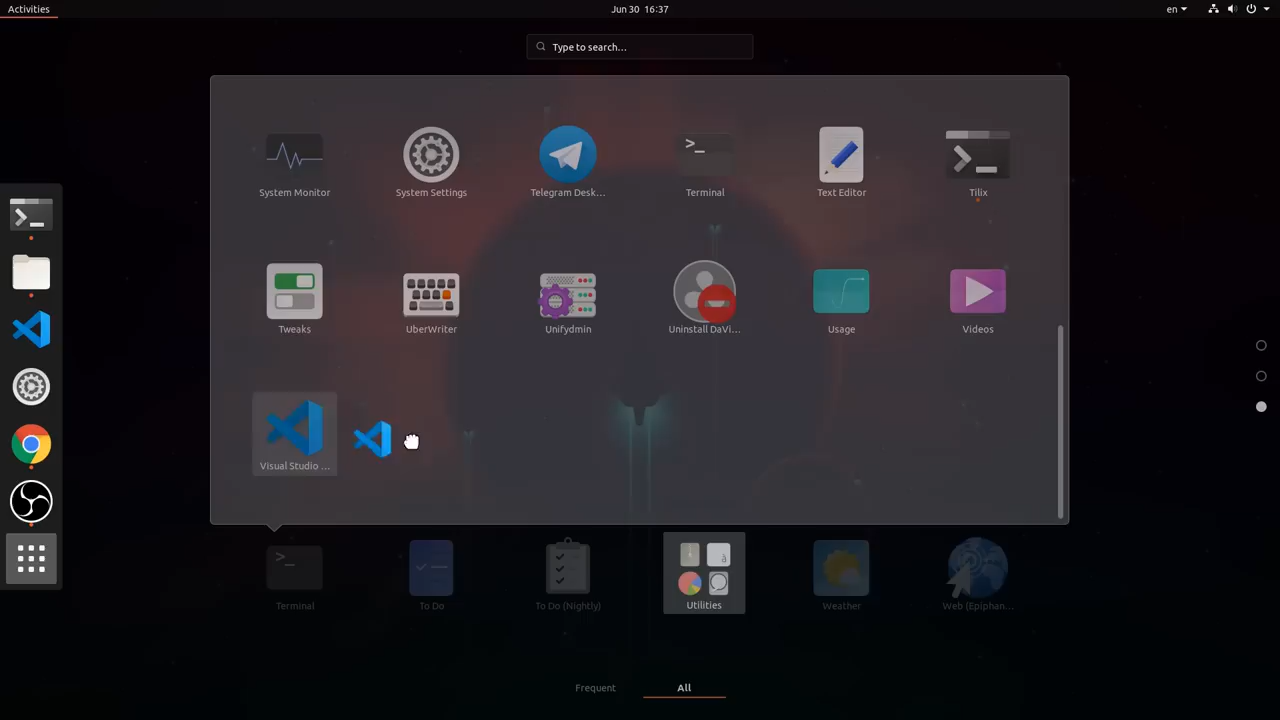 Activities
Jun 30 16:37
en
Type to search...
System Monitor
System Settings
Telegram Desk...
Terminal
Text Editor
Tilix
Tweaks
UberWriter
Unifydmin
Uninstall DaVi...
Usage
Videos
Visual Studio ...
Terminal
To Do
To Do (Nightly)
Utilities
Weather
Web (Epiphan...
Frequent
All